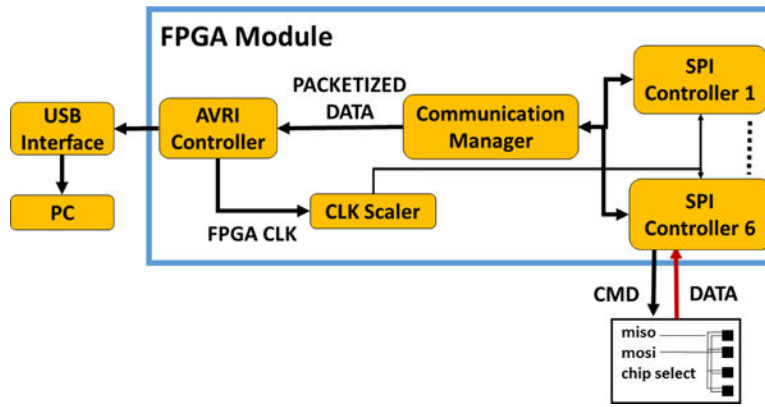 FPGA Module
PACKETIZED
DATA
SPI
Controller 1
USB
Interface
AVRI
Controller
Communication
Manager
PC
CLK Scaler
FPGA CLK
SPI
Controller 6
CMD
DATA
miso
mosi
chip select